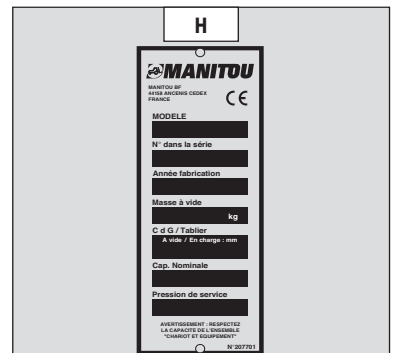 H
MANITOU
MANITOU BF
44158 ANCENIS CEDEX
FRANCE
CE
MODELE
N° dans la série
Année fabrication
Masse à vide
kg
C d G / Tablier
A vide / En charge : mm
Cap. Nominale
Pression de service
AVERTISSEMENT : RESPECTEZ
LA CAPACITE DE L'ENSEMBLE
"CHARIOT ET EQUIPEMENT"
N°207701